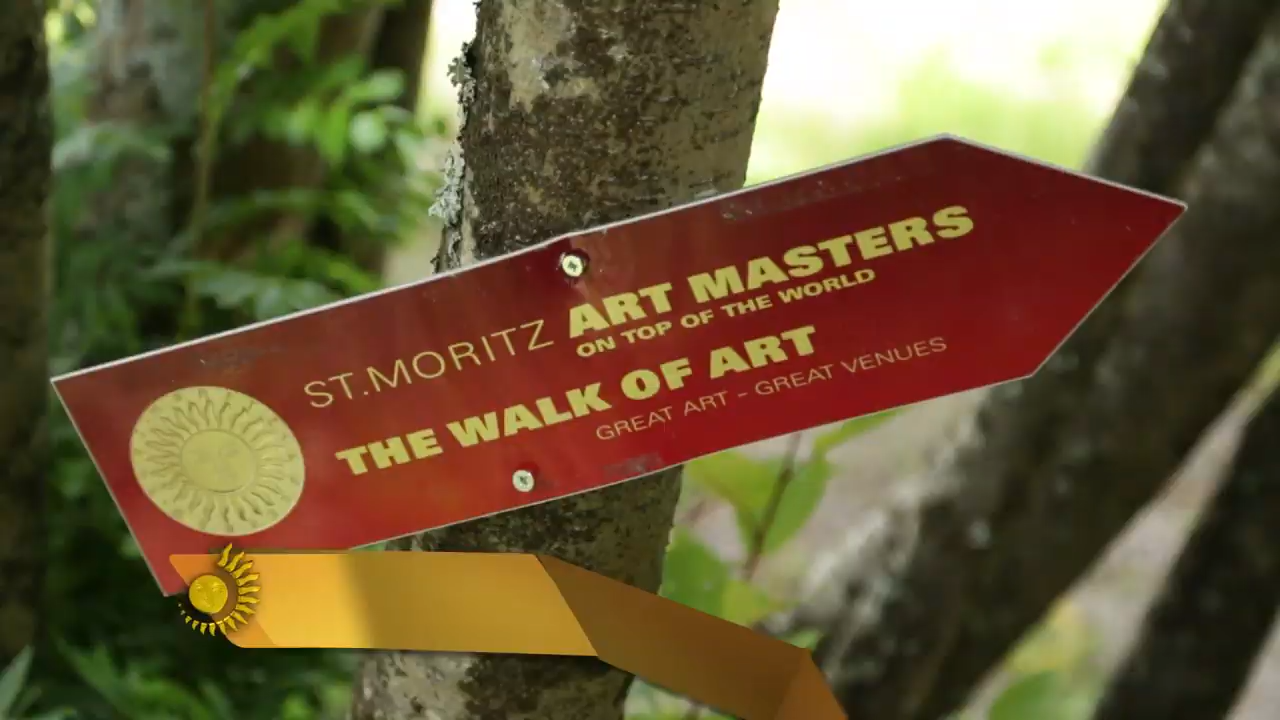 ST.MORITZ ART MASTERS
ON TOP OF THE WORLD
THE WALK OF ART
GREAT ART - GREAT VENUES